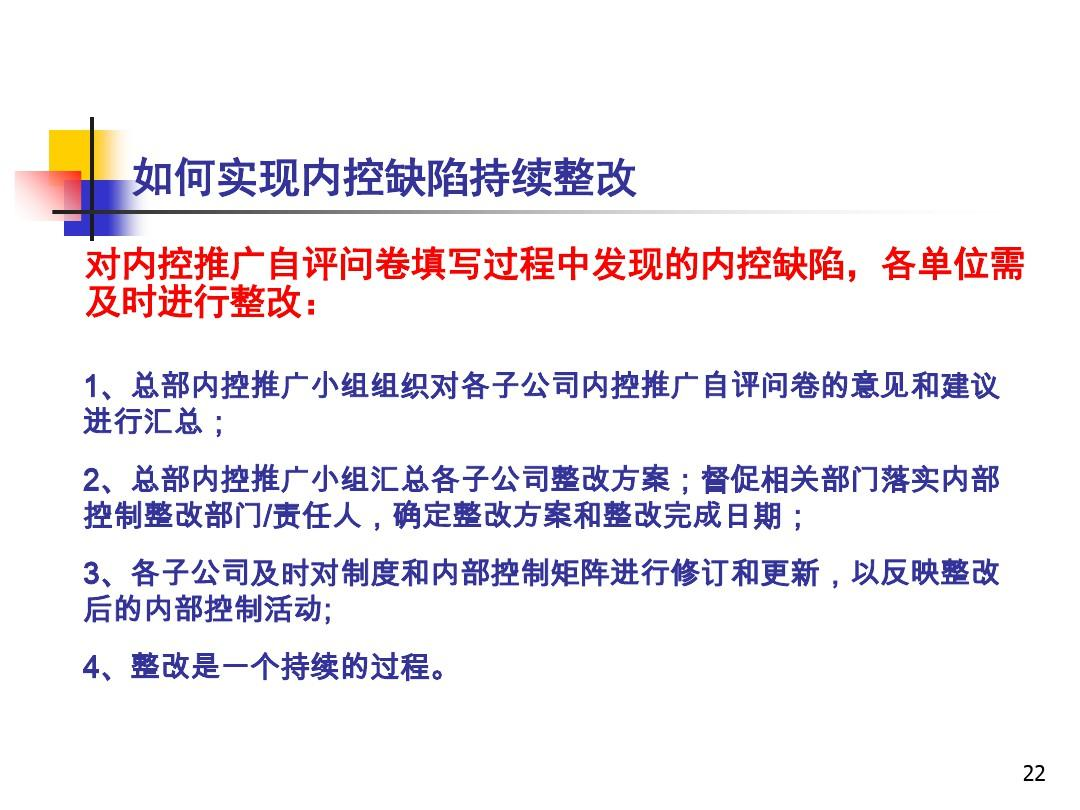 如何实现内控缺陷持续整改
对内控推广自评问卷填写过程中发现的内控缺陷，各单位需
及时进行整改：
1、总部内控推广小组组织对各子公司内控推广自评问卷的意见和建议
进行汇总；
2、总部内控推广小组汇总各子公司整改方案；督促相关部门落实内部
控制整改部门/责任人，确定整改方案和整改完成日期；
3、各子公司及时对制度和内部控制矩阵进行修订和更新，以反映整改
后的内部控制活动;
4、整改是一个持续的过程。
22